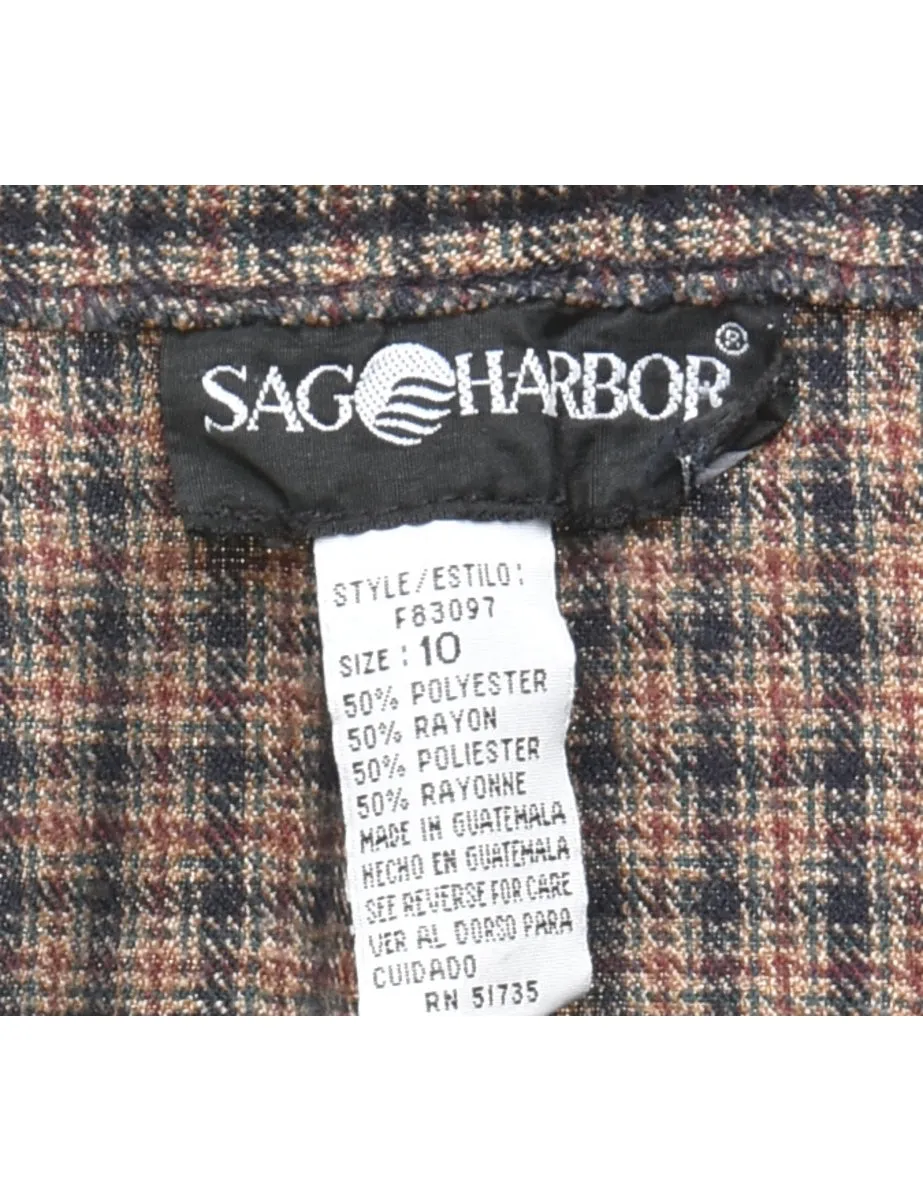 SAG HARBOR®
STYLE/ESTILO:
F83097
SIZE: 10
50% POLYESTER
50% RAYON
50% POLIESTER
50% RAYONNE
MADE IN GUATEMALA
HECHO EN GUATEMALA
SEE REVERSE FOR CARE
VER AL DORSO PARA
CUIDADO
RN 51735